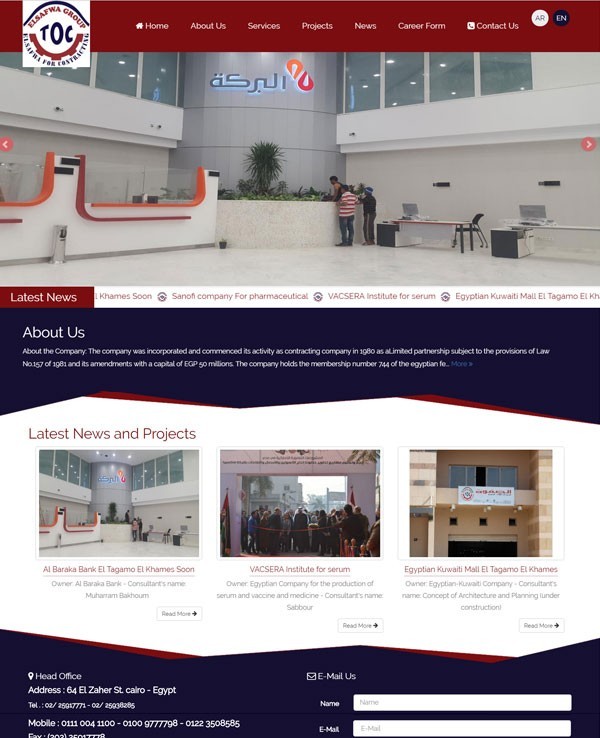 ELSAFWA GROUP
TOC
ELSAFWA FOR CONTRACTING
Home About Us Services Projects News Career Form Contact Us AR EN
البركة
Latest News l Khames Soon Sanofi company For pharmaceutical VACSERA Institute for serum Egyptian Kuwaiti Mall El Tagamo El Kh
About Us
About the Company: The company was incorporated and commenced its activity as contracting company in 1980 as aLimited partnership subject to the provisions of Law
No.157 of 1981 and its amendments with a capital of EGP 50 millions. The company holds the membership number 744 of the egyptian fe... More »
Latest News and Projects
البركة
Al Baraka Bank El Tagamo El Khames Soon
Owner: Al Baraka Bank - Consultant's name:
Muharram Bakhoum
Read More
VACSERA Institute for serum
Owner: Egyptian Company for the production of
serum and vaccine and medicine - Consultant's name:
Sabbour
Read More
Egyptian Kuwaiti Mall El Tagamo El Khames
Owner: Egyptian-Kuwaiti Company - Consultant's
name: Concept of Architecture and Planning (under
construction)
Read More
Head Office
Address : 64 El Zaher St. cairo - Egypt
Tel. : 02/ 25917771 - 02/ 25938285
Mobile : 0111 004 1100 - 0100 9777798 - 0122 3508585
Fax : (202) 25917778
E-Mail Us
Name Name
E-Mail E-Mail